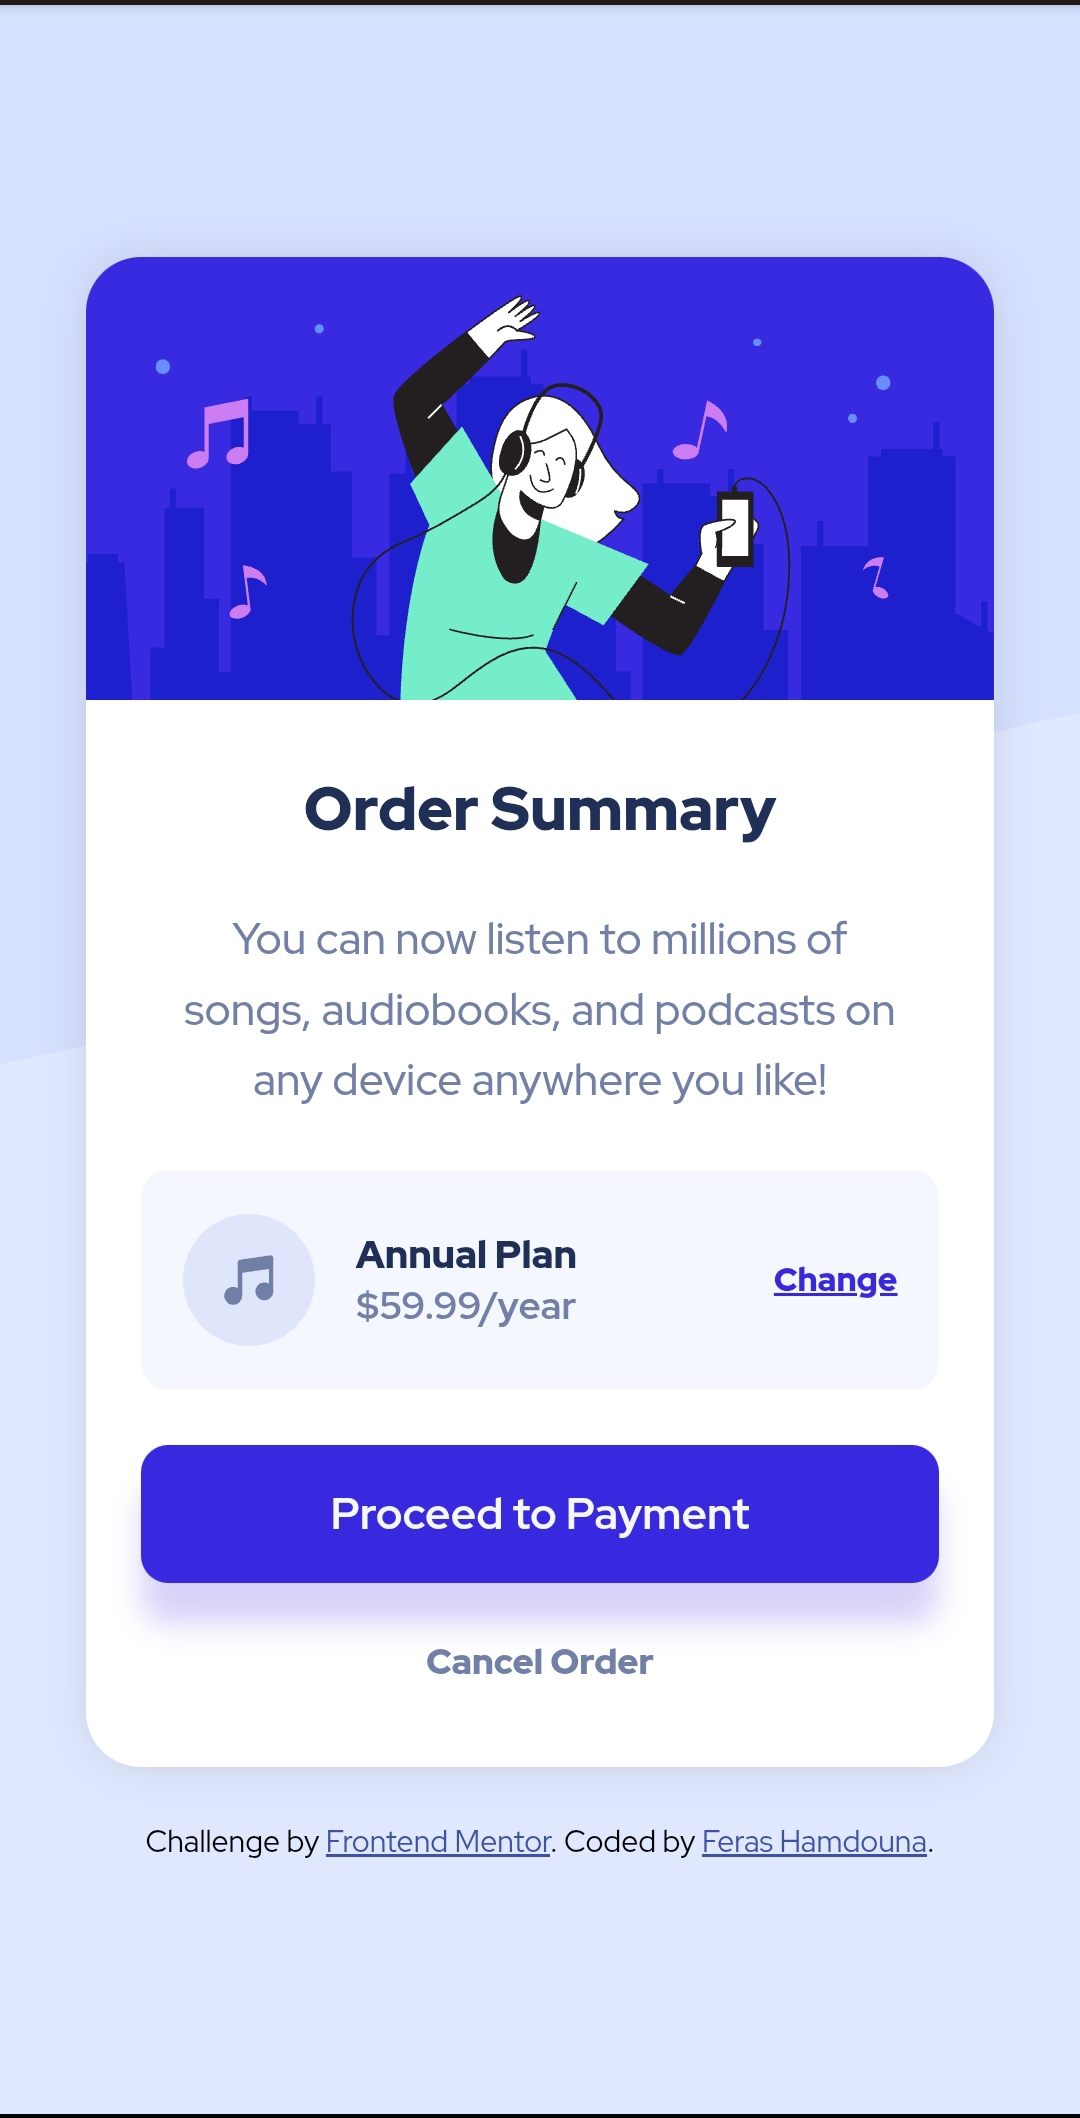 Order Summary
You can now listen to millions of
songs, audiobooks, and podcasts on
any device anywhere you like!
Annual Plan
$59.99/year
Change
Proceed to Payment
Cancel Order
Challenge by Frontend Mentor. Coded by Feras Hamdouna.